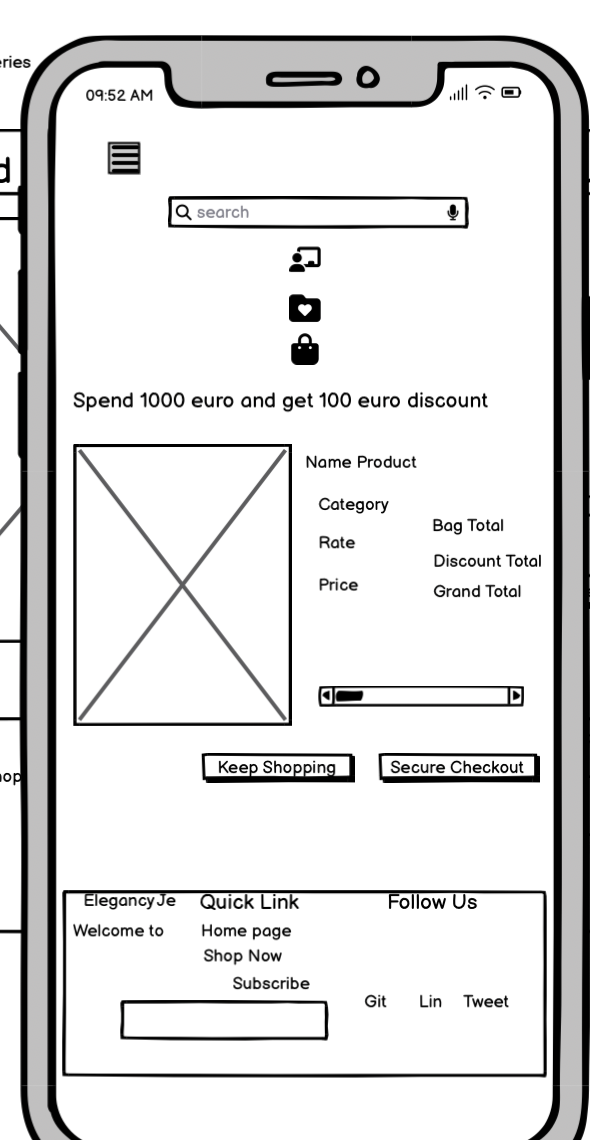 eries
09:52 AM
d
search
Spend 1000 euro and get 100 euro discount
Name Product
Category
Bag Total
Rate
Discount Total
Price
Grand Total
Keep Shopping
Secure Checkout
hop
ElegancyJe
Quick Link
Follow Us
Welcome to
Home page
Shop Now
Subscribe
Git
Lin
Tweet